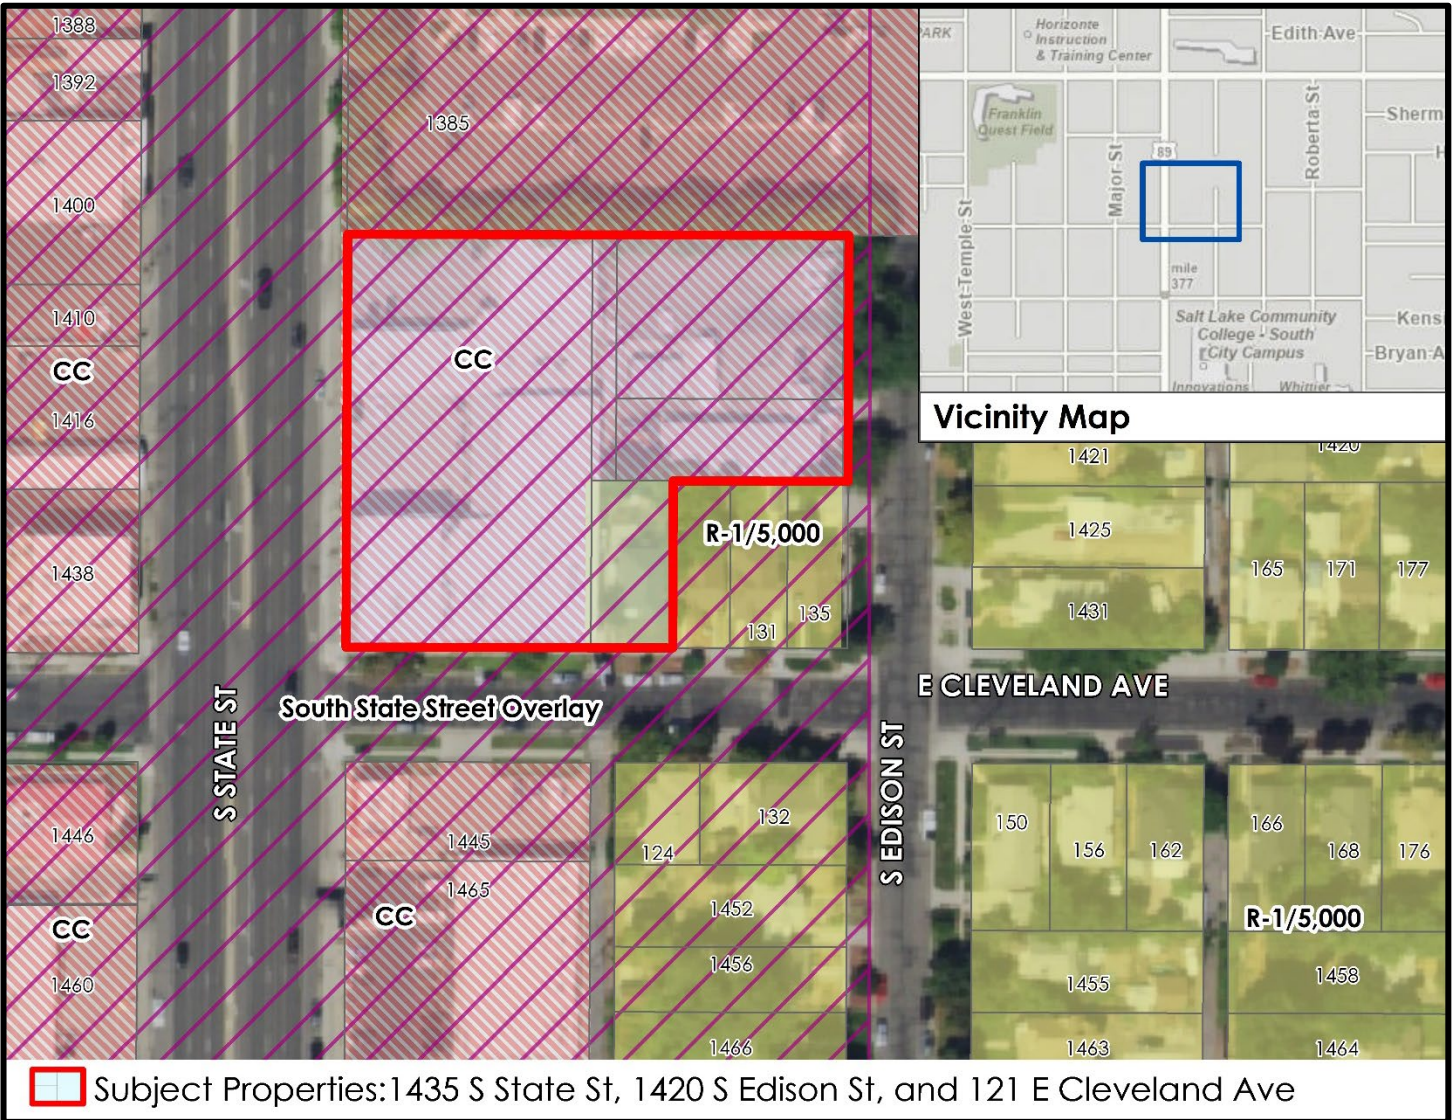 1388
1392
1385
1400
1410
CC
1416
1438
CC
R-1/5,000
131
135
PARK
Horizonte
Instruction
& Training Center
Edith Ave
Franklin
Quest Field
Major St
89
Roberta St
Sherm
H
West Temple St
mile
377
Salt Lake Community
College - South
City Campus
Kens
Bryan A
Innovations
Whittier
Vicinity Map
1421
1420
1425
1431
165
171
177
S STATE ST
South State Street Overlay
E CLEVELAND AVE
S EDISON ST
1446
CC
1460
1445
1465
CC
124
132
1452
1456
1466
150
156
162
166
168
176
R-1/5,000
1455
1458
1463
1464
Subject Properties:1435 S State St, 1420 S Edison St, and 121 E Cleveland Ave